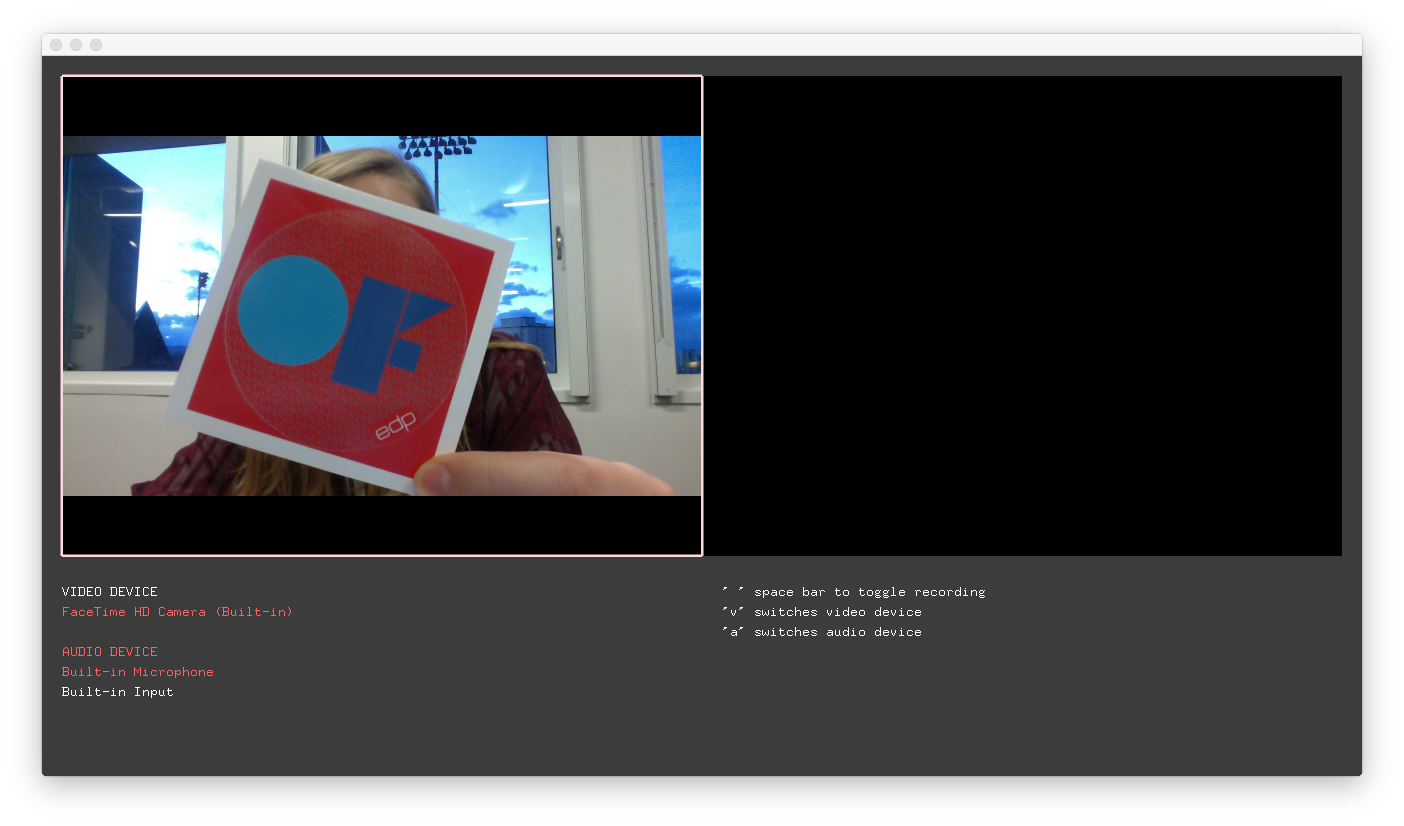 edp
VIDEO DEVICE
FaceTime HD Camera (Built-in)
AUDIO DEVICE
Built-in Microphone
Built-in Input
" " space bar to toggle recording
"v" switches video device
"a" switches audio device